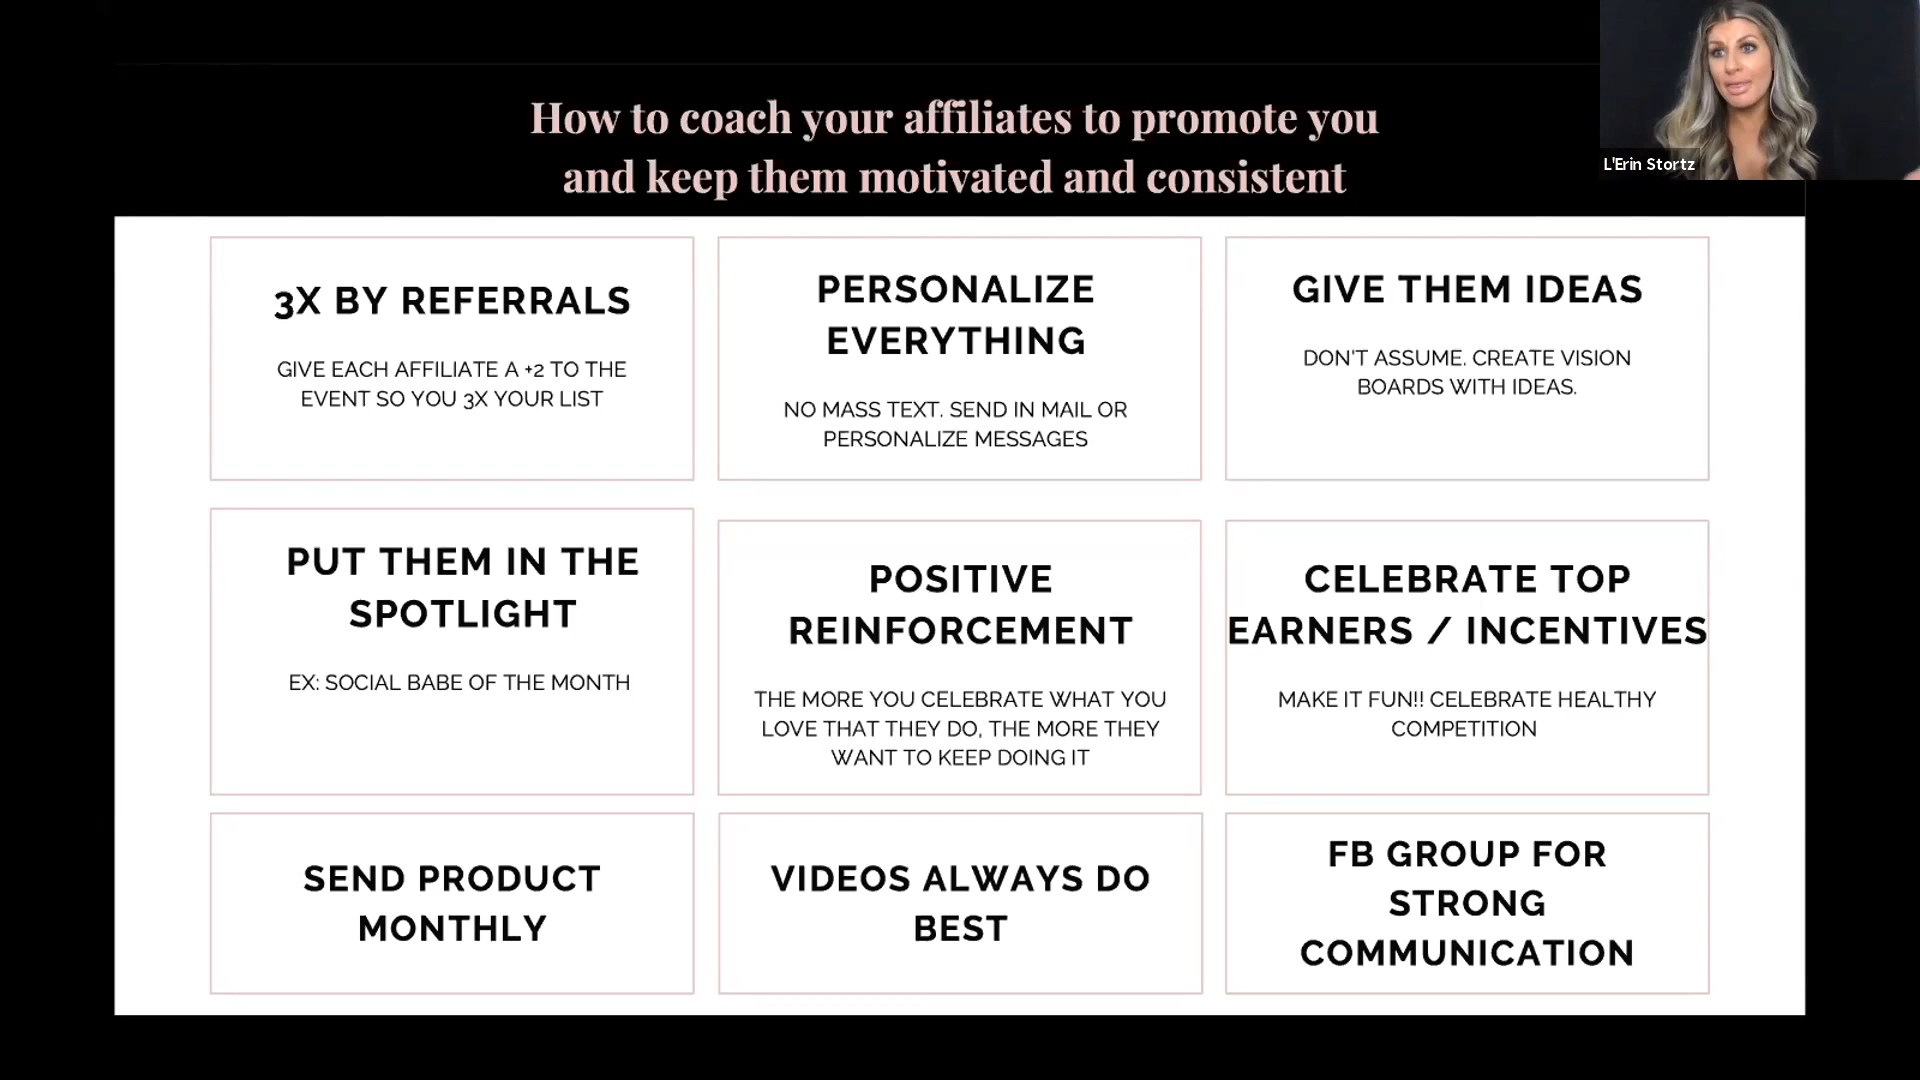 How to coach your affiliates to promote you
and keep them motivated and consistent
L'Erin Stortz
3X BY REFERRALS
GIVE EACH AFFILIATE A +2 TO THE
EVENT SO YOU 3X YOUR LIST
PERSONALIZE
EVERYTHING
NO MASS TEXT. SEND IN MAIL OR
PERSONALIZE MESSAGES
GIVE THEM IDEAS
DON'T ASSUME. CREATE VISION
BOARDS WITH IDEAS.
PUT THEM IN THE
SPOTLIGHT
EX: SOCIAL BABE OF THE MONTH
POSITIVE
REINFORCEMENT
THE MORE YOU CELEBRATE WHAT YOU
LOVE THAT THEY DO, THE MORE THEY
WANT TO KEEP DOING IT
CELEBRATE TOP
EARNERS / INCENTIVES
MAKE IT FUN!! CELEBRATE HEALTHY
COMPETITION
SEND PRODUCT
MONTHLY
VIDEOS ALWAYS DO
BEST
FB GROUP FOR
STRONG
COMMUNICATION